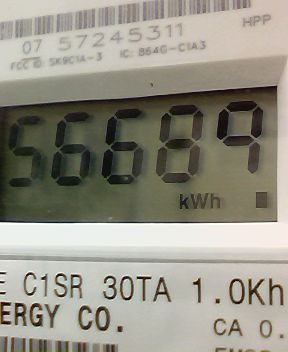 HPP
07 57245311
FCC ID: SK9C1A-3 IC: 864G-C1A3
56689
kWh
E C1SR 30TA 1.0Kh
ERGY CO.
CA 0.